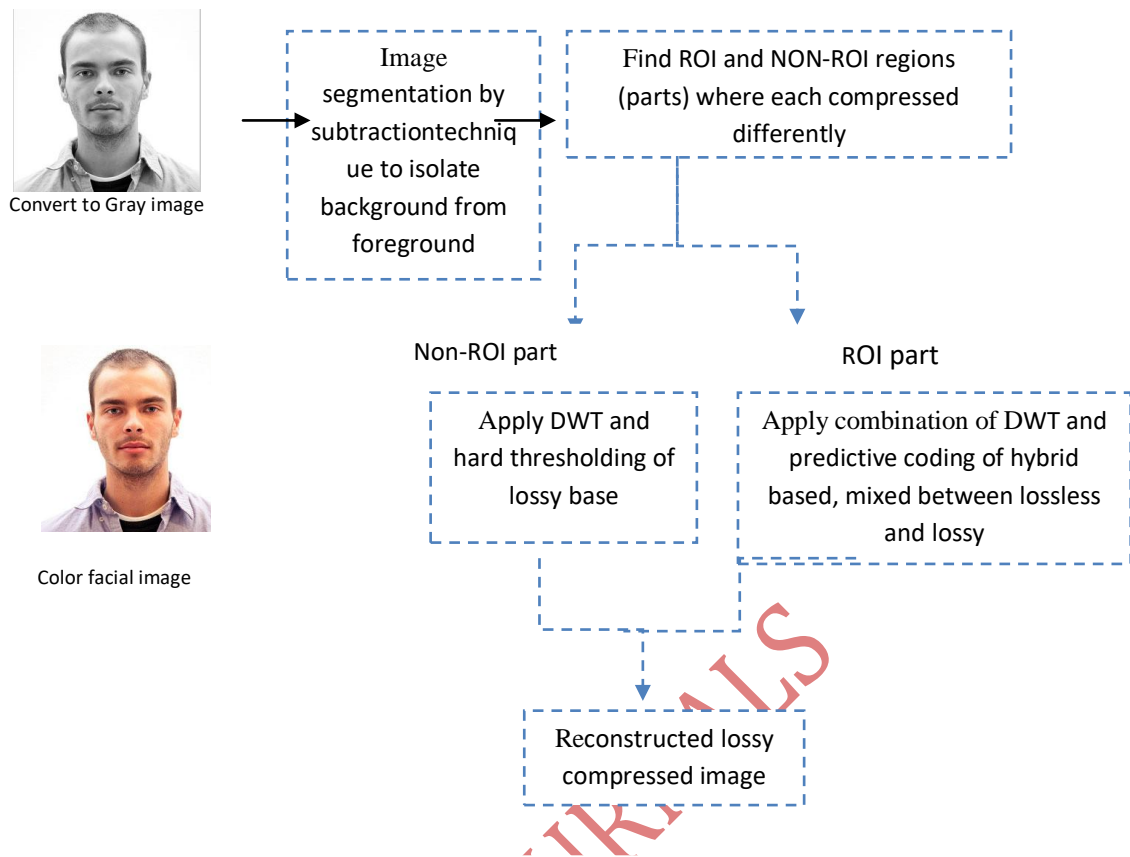 Image
segmentation by
subtractiontechniq
ue to isolate
background from
foreground
Find ROI and NON-ROI regions
(parts) where each compressed
differently
Convert to Gray image
Non-ROI part
ROI part
Apply DWT and
hard thresholding of
lossy base
Apply combination of DWT and
predictive coding of hybrid
based, mixed between lossless
and lossy
Color facial image
Reconstructed lossy
compressed image